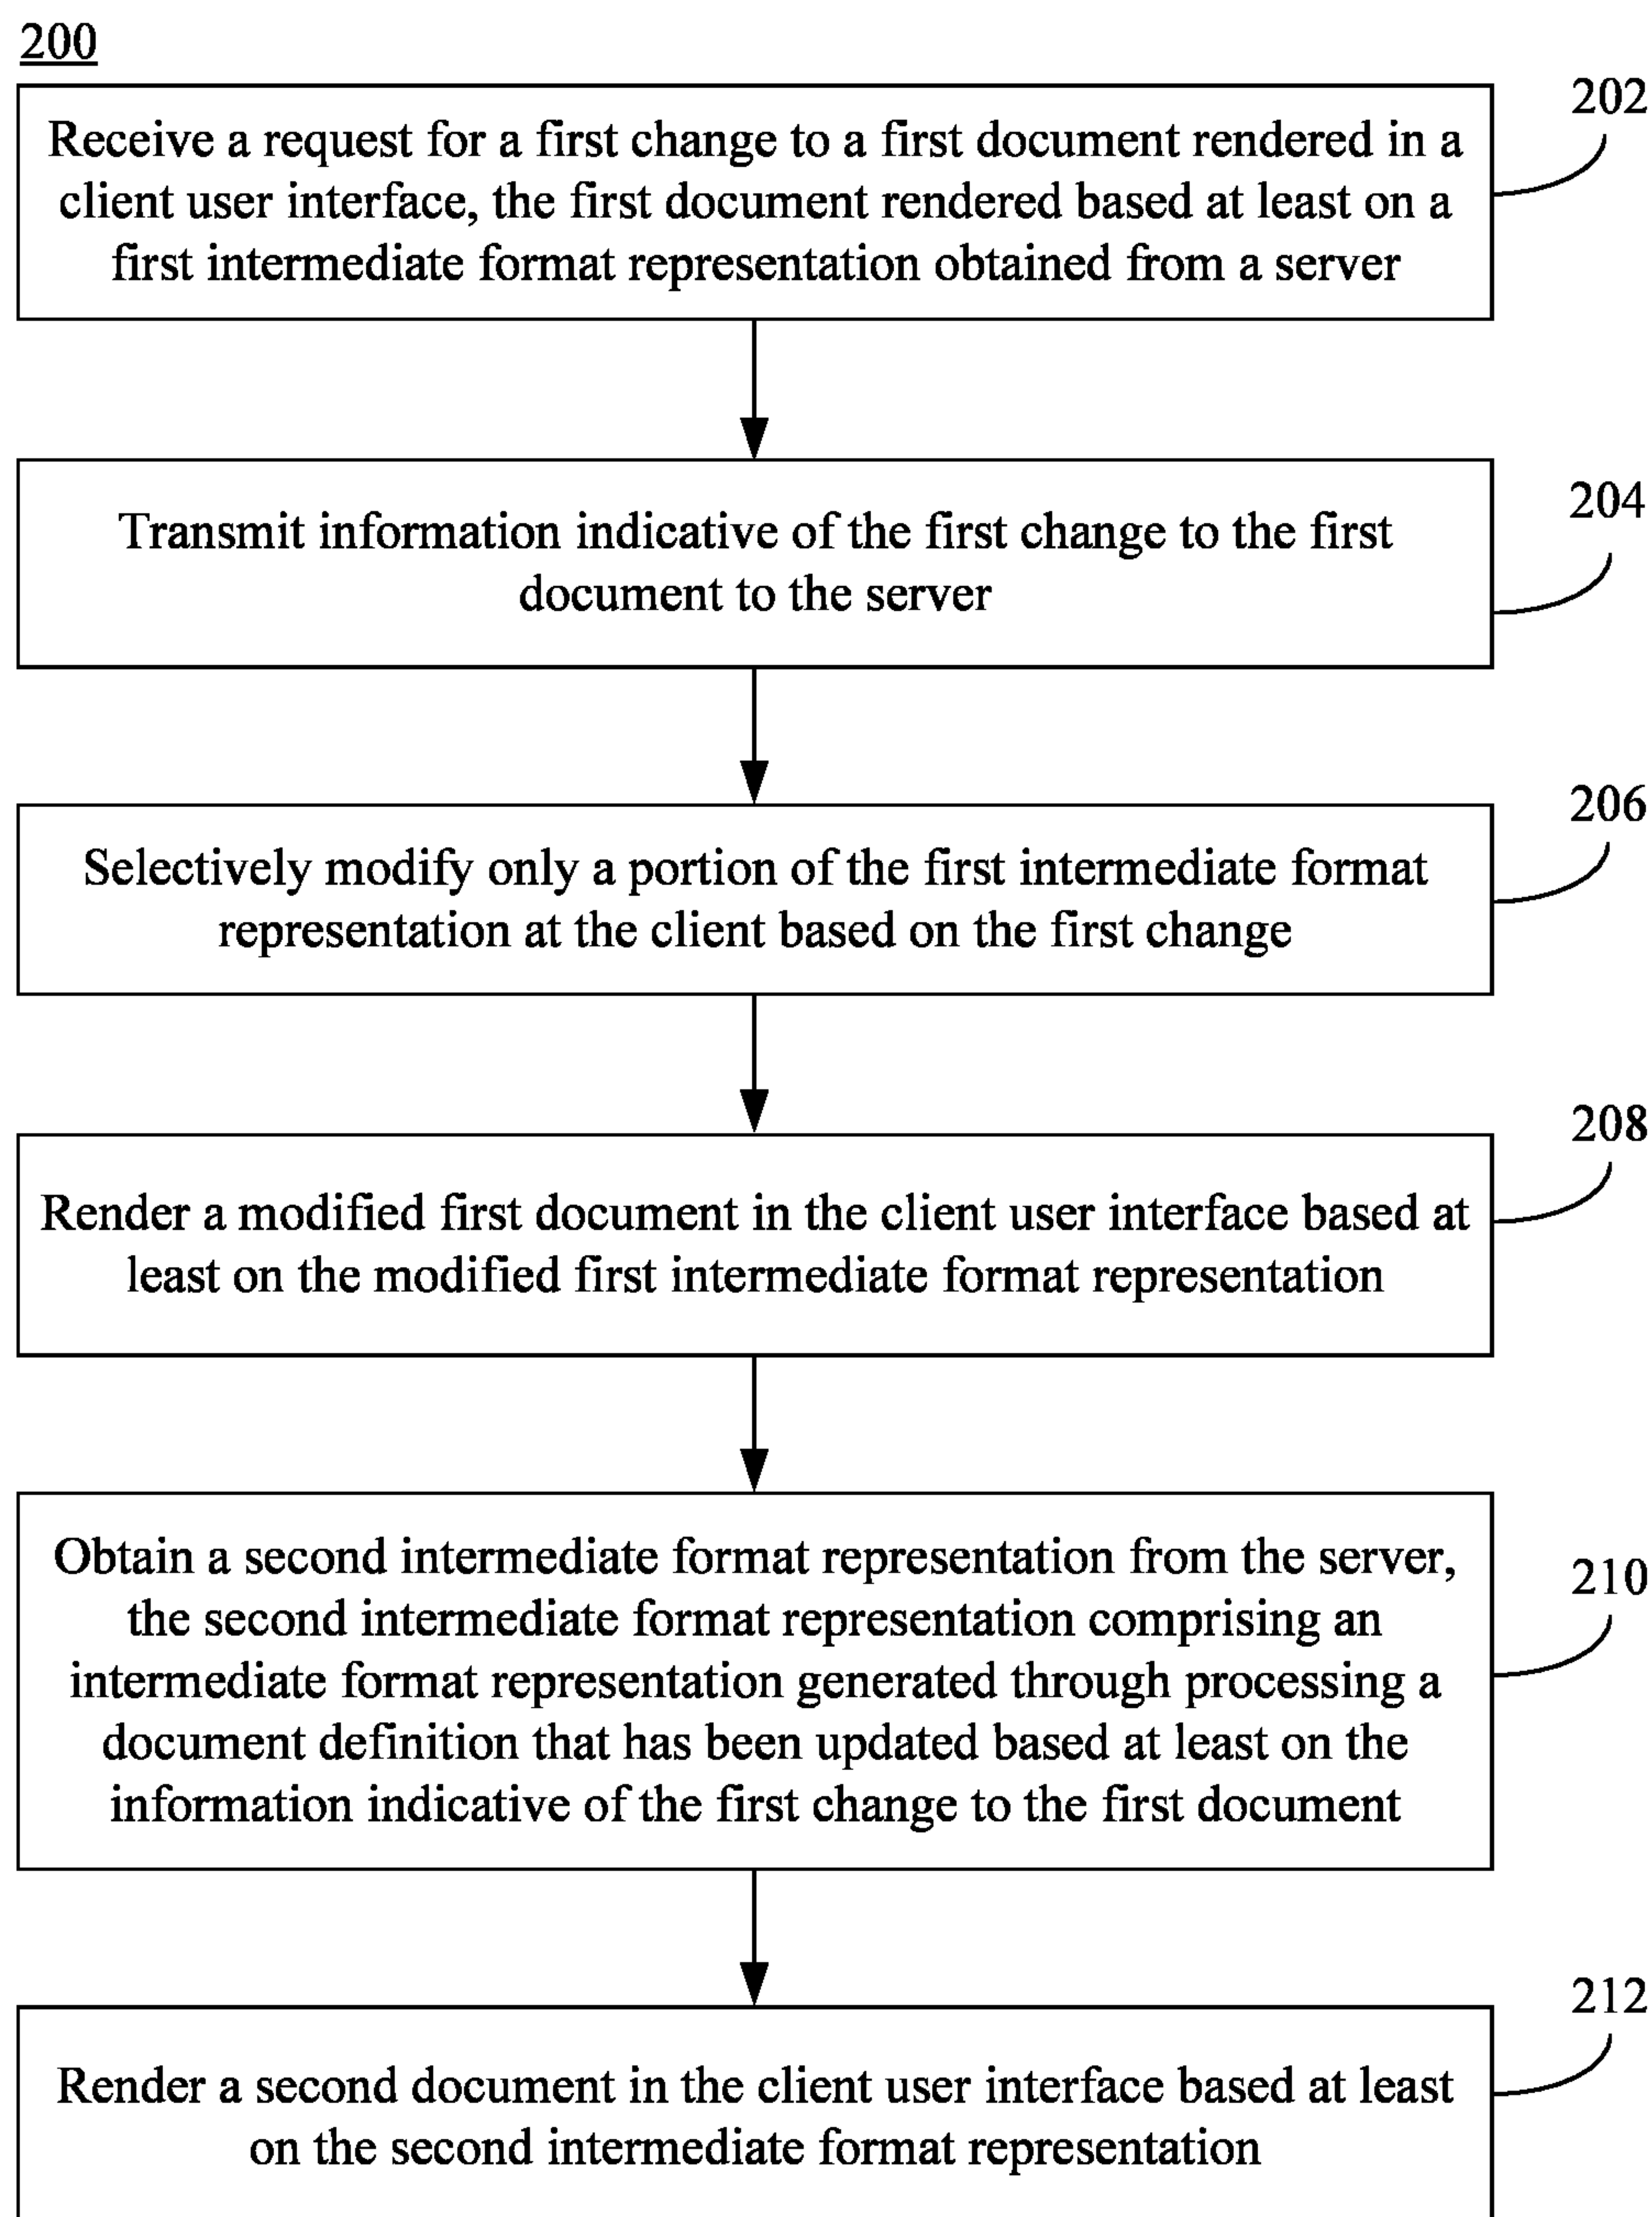 200
202
Receive a request for a first change to a first document rendered in a
client user interface, the first document rendered based at least on a
first intermediate format representation obtained from a server
204
Transmit information indicative of the first change to the first
document to the server
206
Selectively modify only a portion of the first intermediate format
representation at the client based on the first change
208
Render a modified first document in the client user interface based at
least on the modified first intermediate format representation
210
Obtain a second intermediate format representation from the server,
the second intermediate format representation comprising an
intermediate format representation generated through processing a
document definition that has been updated based at least on the
information indicative of the first change to the first document
212
Render a second document in the client user interface based at least
on the second intermediate format representation